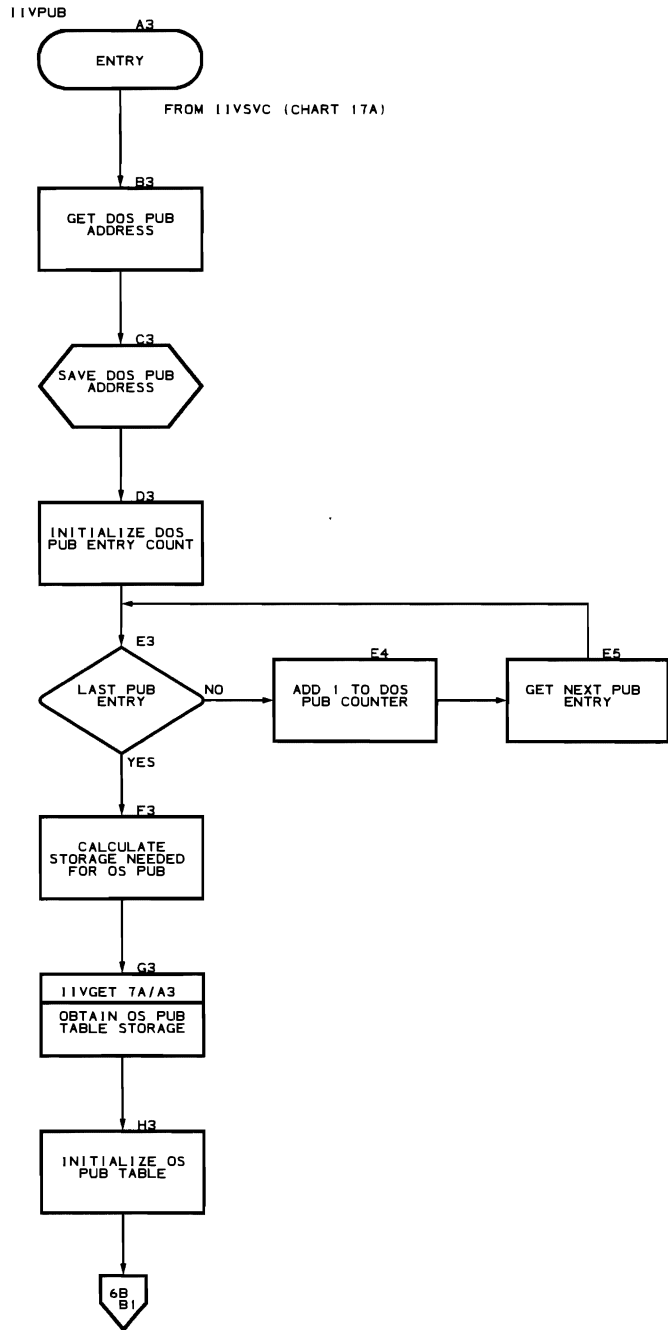 IIVPUB
A3
ENTRY
FROM IIVSVC (CHART 17A)
B3
GET DOS PUB
ADDRESS
C3
SAVE DOS PUB
ADDRESS
D3
INITIALIZE DOS
PUB ENTRY COUNT
E3
LAST PUB
ENTRY
NO
E4
ADD 1 TO DOS
PUB COUNTER
E5
GET NEXT PUB
ENTRY
YES
F3
CALCULATE
STORAGE NEEDED
FOR OS PUB
G3
IIVGET 7A/A3
OBTAIN OS PUB
TABLE STORAGE
H3
INITIALIZE OS
PUB TABLE
6B
B1